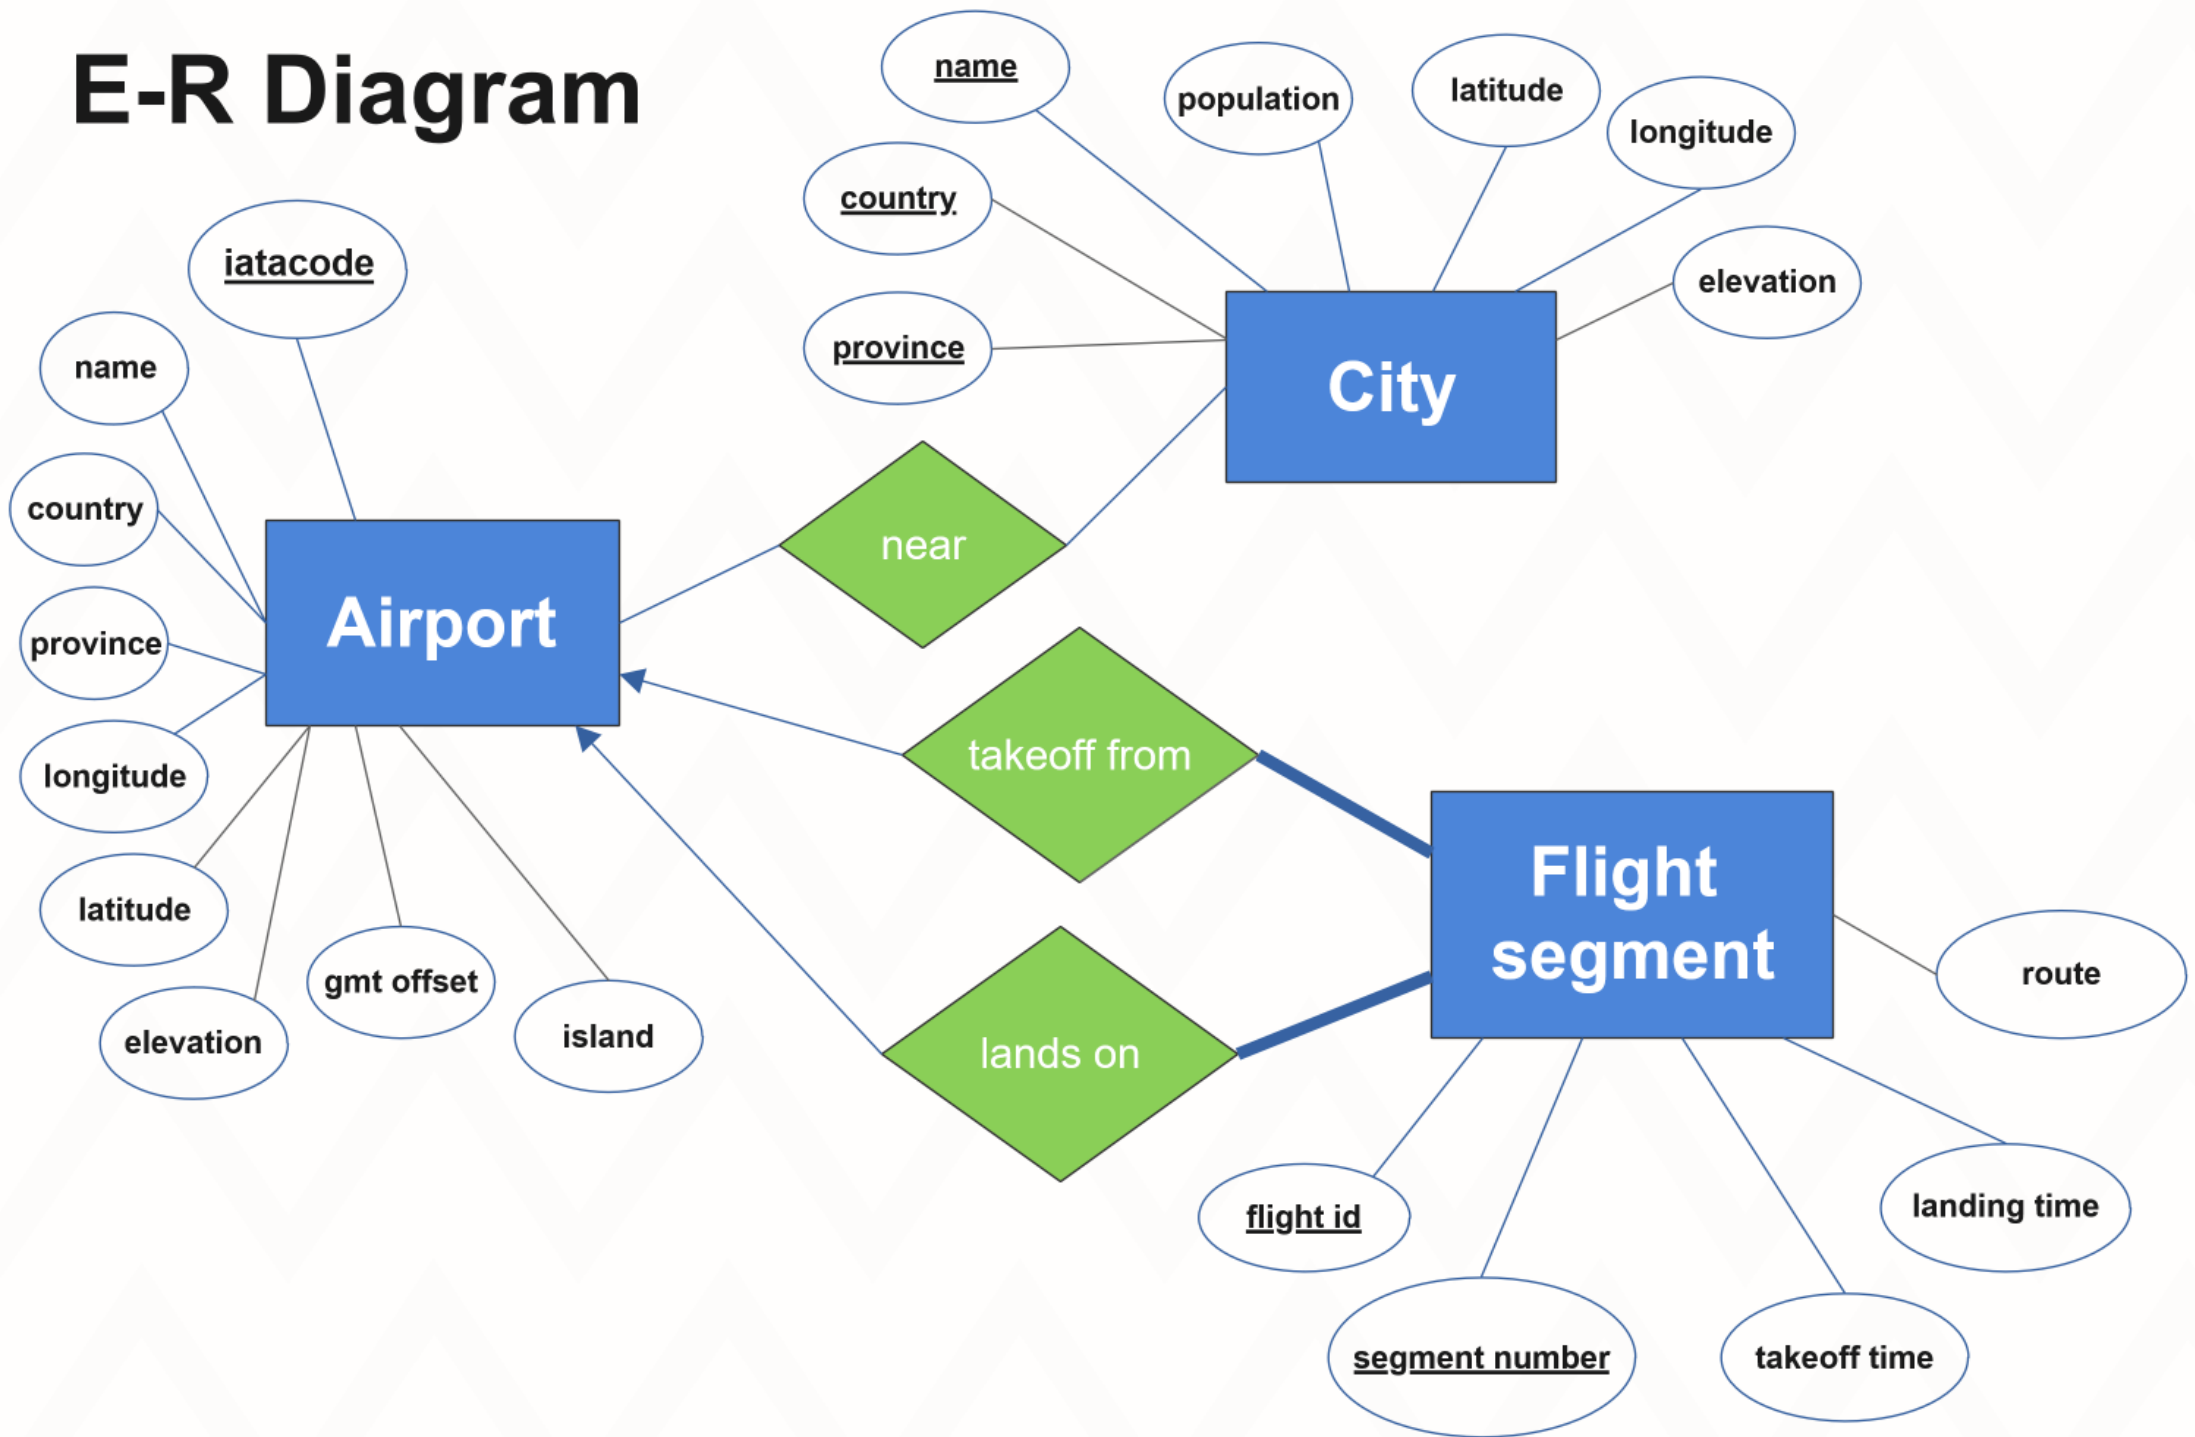 E-R Diagram
name
population
latitude
longitude
country
elevation
province
City
iatacode
name
country
province
longitude
latitude
elevation
gmt offset
island
Airport
near
takeoff from
lands on
Flight
segment
route
flight id
segment number
takeoff time
landing time